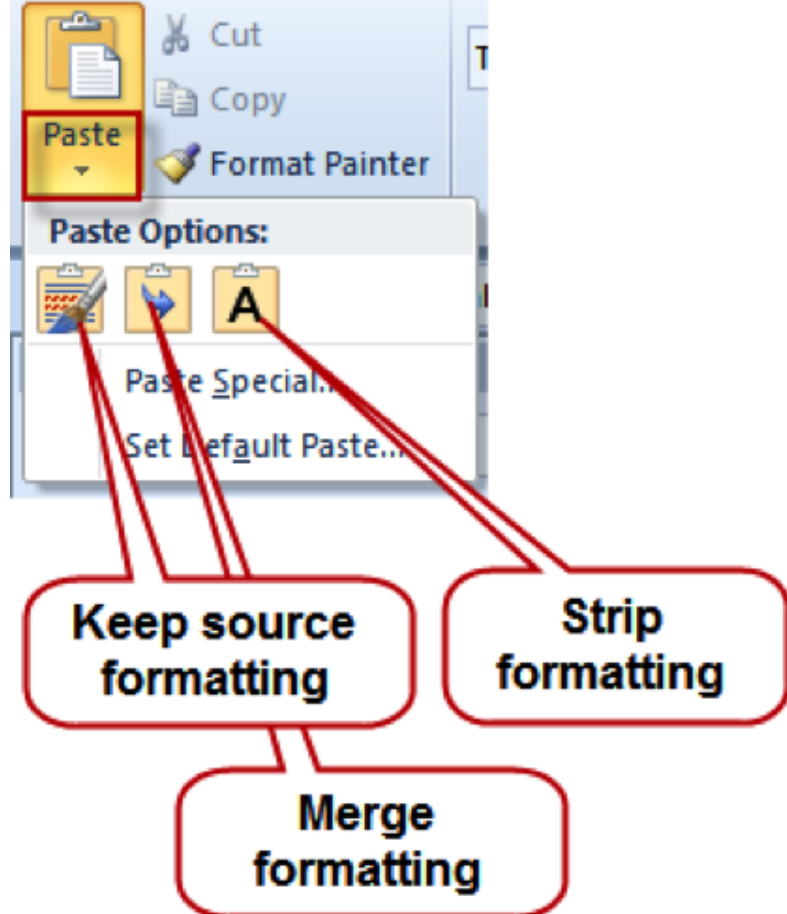 Cut
T
Copy
Paste
Format Painter
Paste Options:
A
Paste Special...
Set Default Paste...
Keep source
formatting
Strip
formatting
Merge
formatting